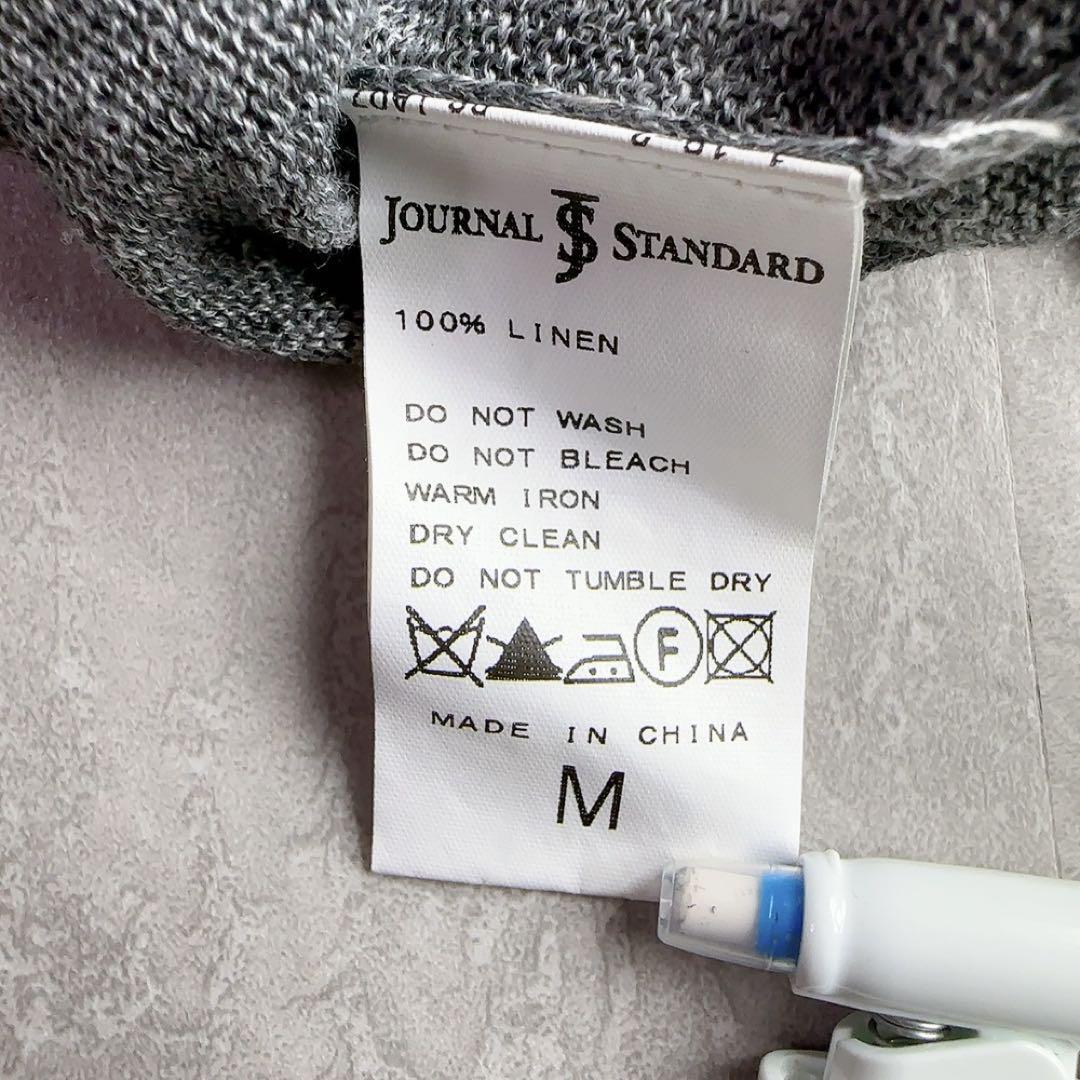 JOURNAL JS STANDARD
100% LINEN
DO NOT WASH
DO NOT BLEACH
WARM IRON
DRY CLEAN
DO NOT TUMBLE DRY
F
MADE IN CHINA
M